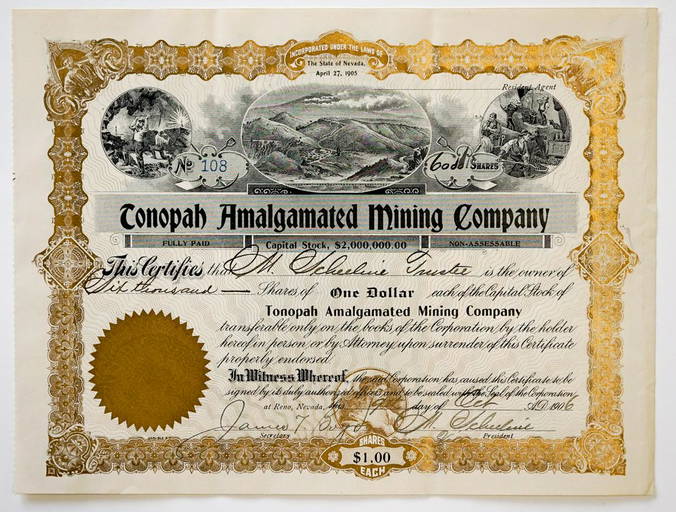 INCORPORATED UNDER THE LAWS OF
The State of Nevada,
April 27, 1905
Resident Agent
No 108
6000 SHARES
Tonopah Amalgamated Mining Company
FULLY PAID Capital Stock, $2,000,000.00 NON-ASSESSABLE
This Certifies that M. Scheeline Trustee is the owner of
Six thousand — Shares of One Dollar each of the Capital Stock of
Tonopah Amalgamated Mining Company
transferable only on the books of the Corporation by the holder
hereof in person or by Attorney upon surrender of this Certificate
properly endorsed.
In Witness Whereof, the said Corporation has caused this Certificate to be
signed by its duly authorized officers and to be sealed with the Seal of the Corporation
at Reno, Nevada, this day of Oct A.D. 1906
James T. Boyd M. Scheeline
Secretary President
SHARES
$1.00
EACH